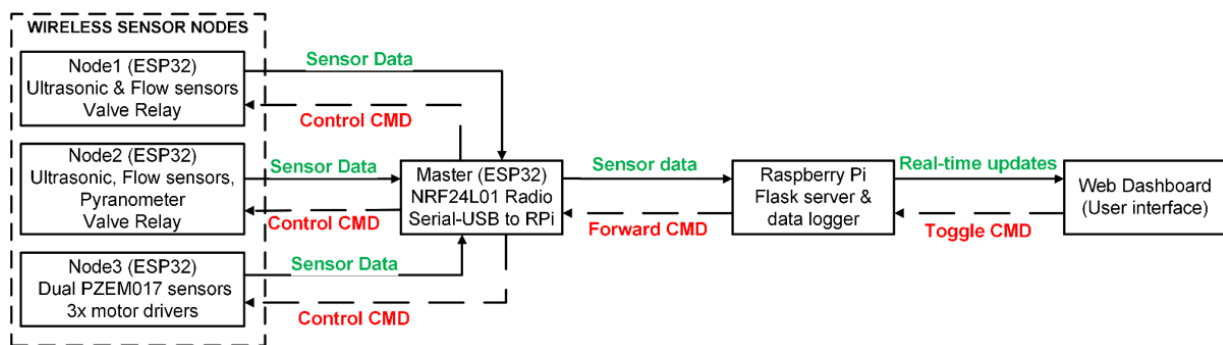 WIRELESS SENSOR NODES
Node1 (ESP32)
Ultrasonic & Flow sensors
Valve Relay
Sensor Data
Control CMD
Node2 (ESP32)
Ultrasonic, Flow sensors,
Pyranometer
Valve Relay
Sensor Data
Control CMD
Node3 (ESP32)
Dual PZEM017 sensors
3x motor drivers
Sensor Data
Control CMD
Master (ESP32)
NRF24L01 Radio
Serial-USB to RPi
Sensor data
Forward CMD
Raspberry Pi
Flask server &
data logger
Real-time updates
Toggle CMD
Web Dashboard
(User interface)